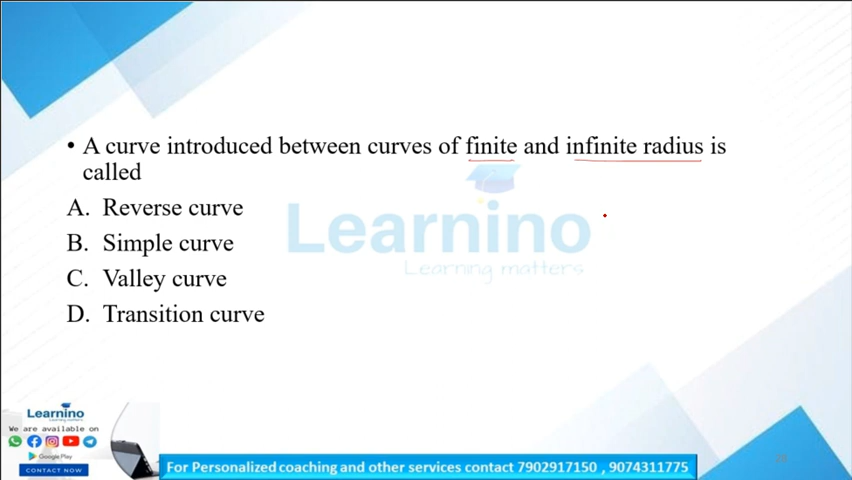 • A curve introduced between curves of finite and infinite radius is
called
A. Reverse curve
B. Simple curve
C. Valley curve
D. Transition curve
Learnino
Learning matters
Learnino
Learning matters
We are available on
Google Play
CONTACT NOW
For Personalized coaching and other services contact 7902917150 , 9074311775